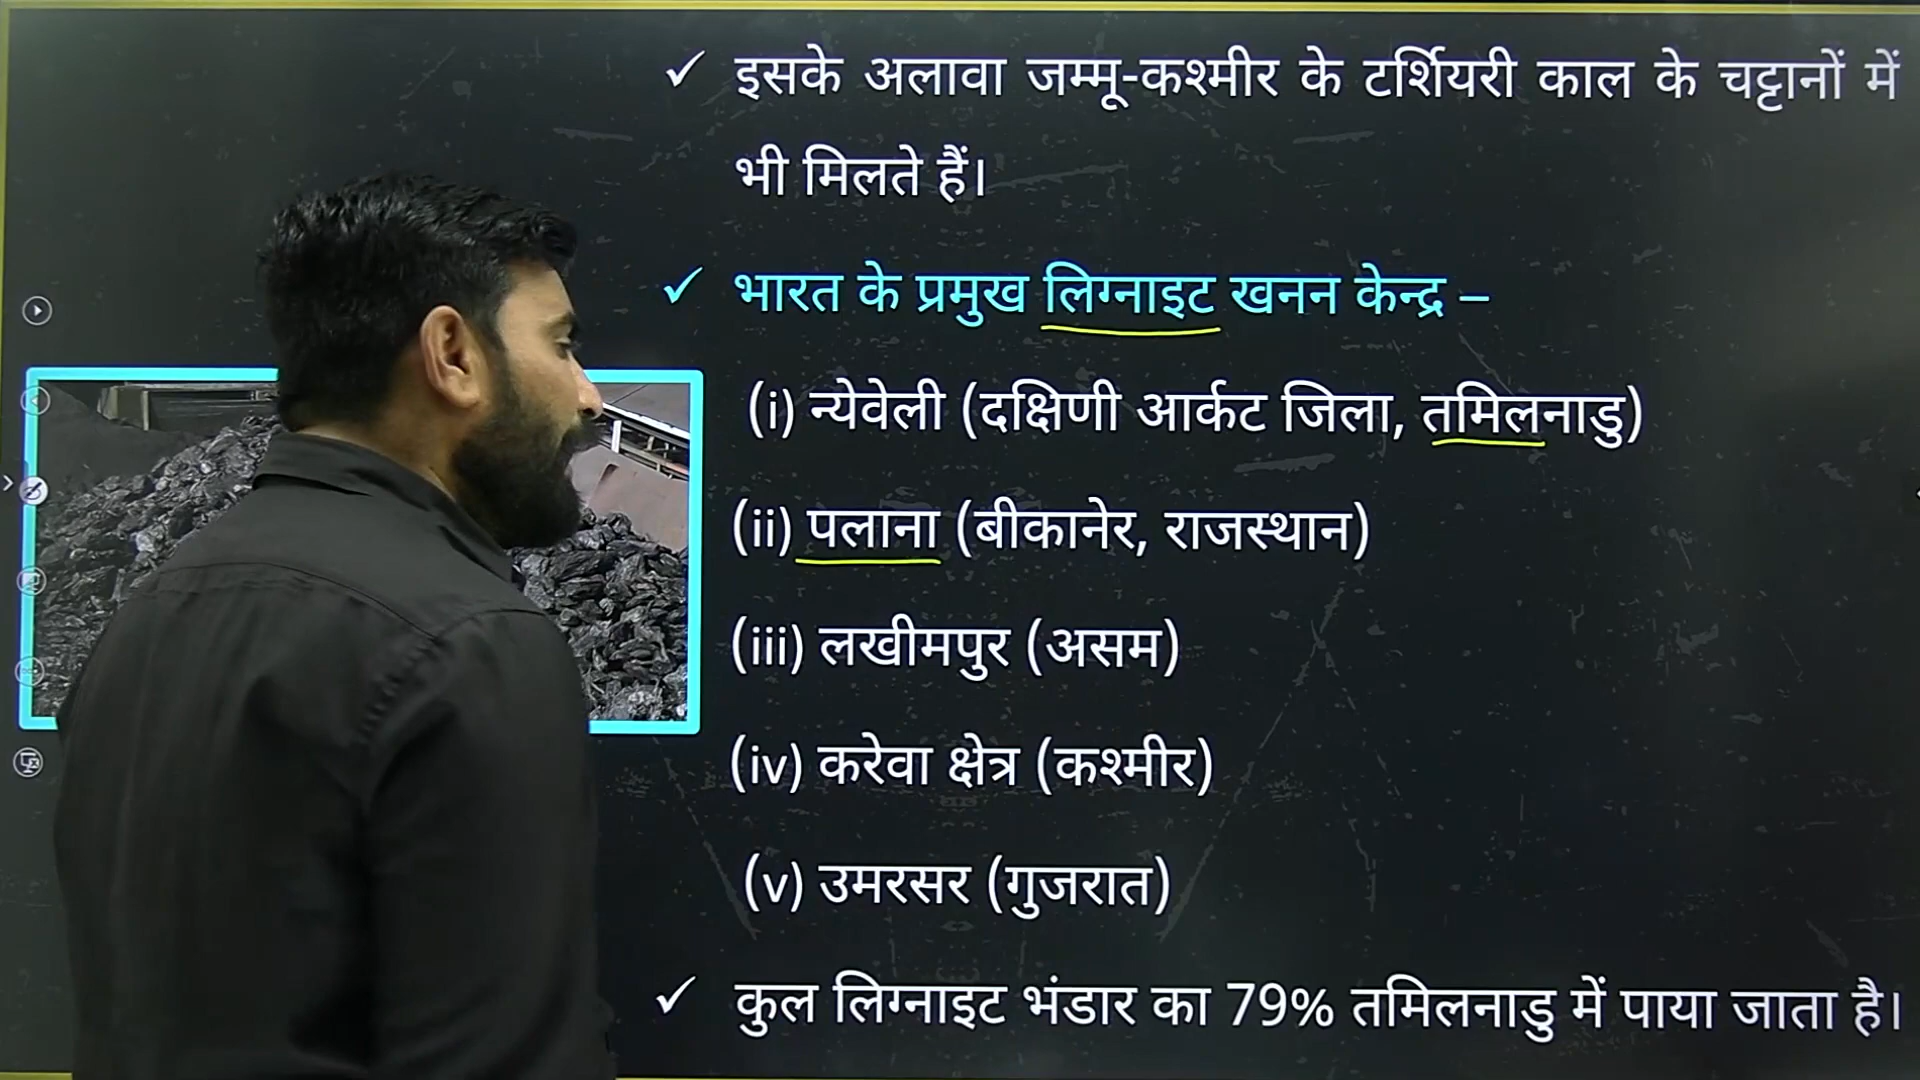 ✓ इसके अलावा जम्मू-कश्मीर के टर्शियरी काल के चट्टानों में
भी मिलते हैं।
✓ भारत के प्रमुख लिग्नाइट खनन केन्द्र –
(i) न्येवेली (दक्षिणी आर्कट जिला, तमिलनाडु)
(ii) पलाना (बीकानेर, राजस्थान)
(iii) लखीमपुर (असम)
(iv) करेवा क्षेत्र (कश्मीर)
(v) उमरसर (गुजरात)
✓ कुल लिग्नाइट भंडार का 79% तमिलनाडु में पाया जाता है।